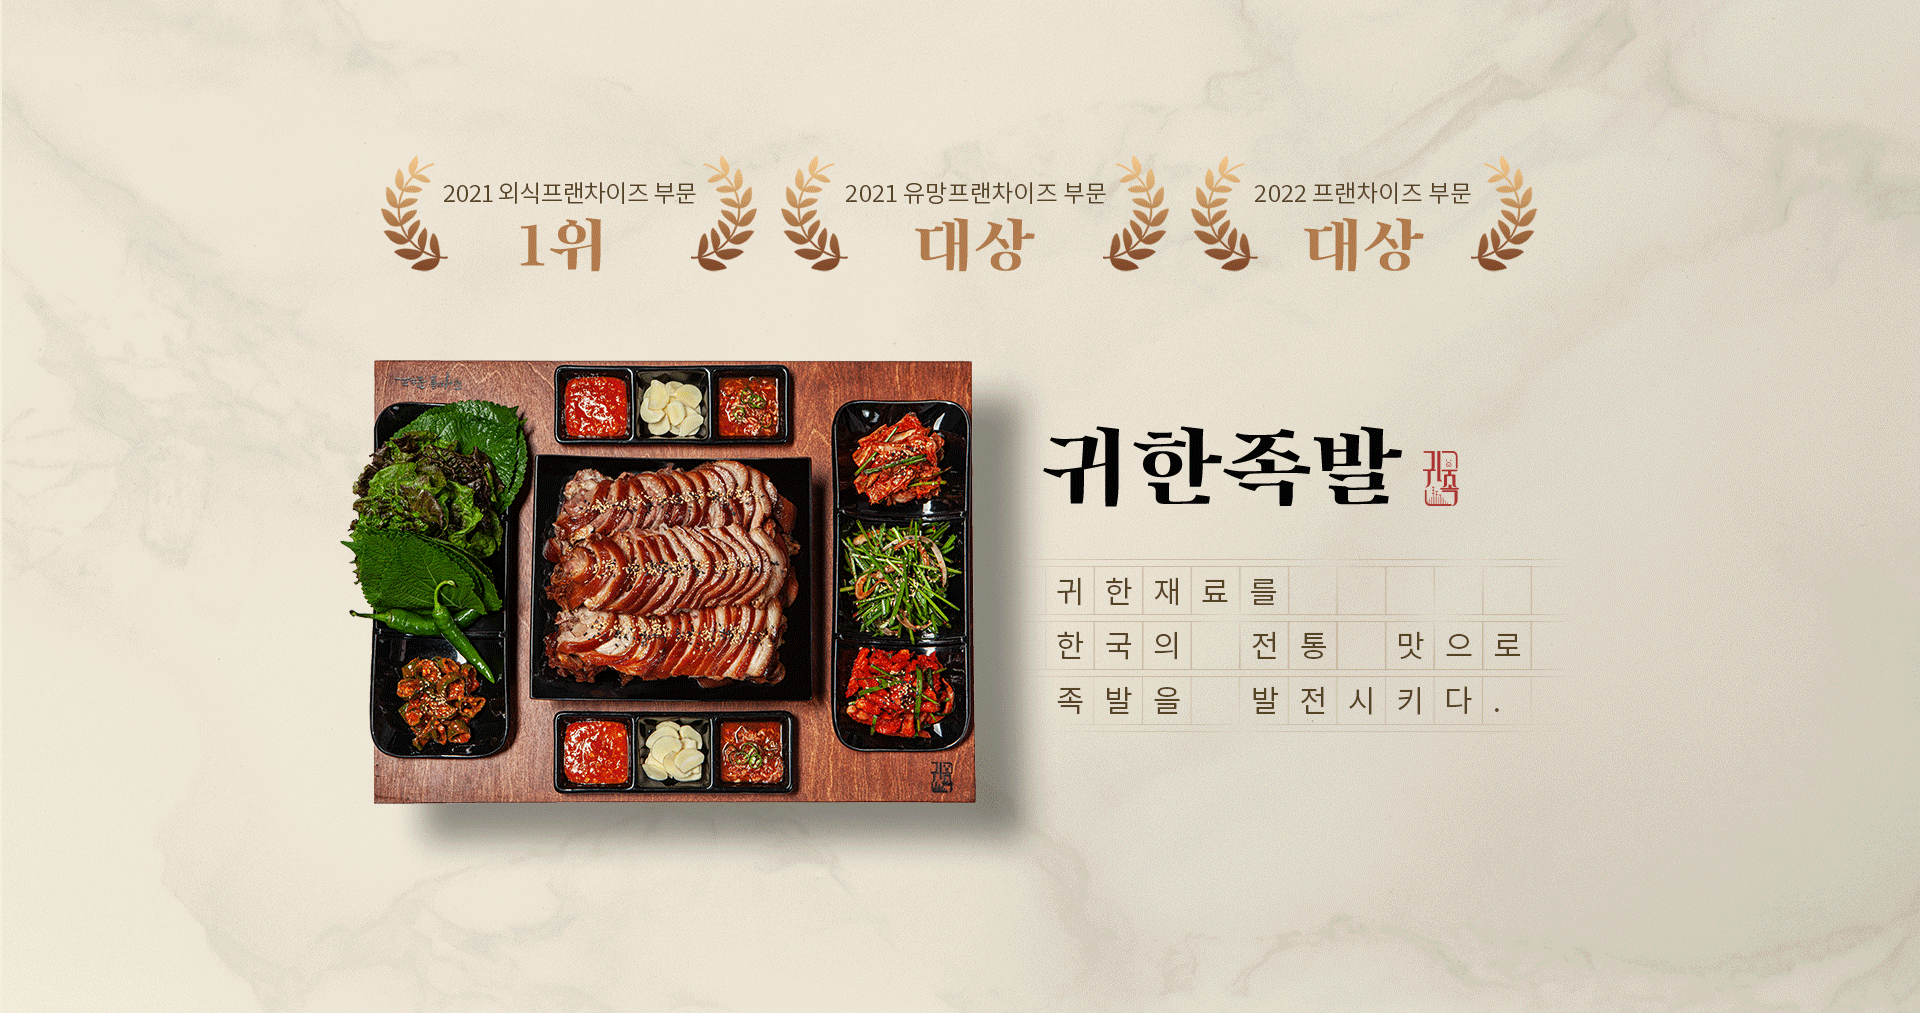 2021 외식프랜차이즈 부문
1위
2021 유망프랜차이즈 부문
대상
2022 프랜차이즈 부문
대상
귀한족발
귀족
귀한재료를
한국의 전통 맛으로
족발을 발전시키다.